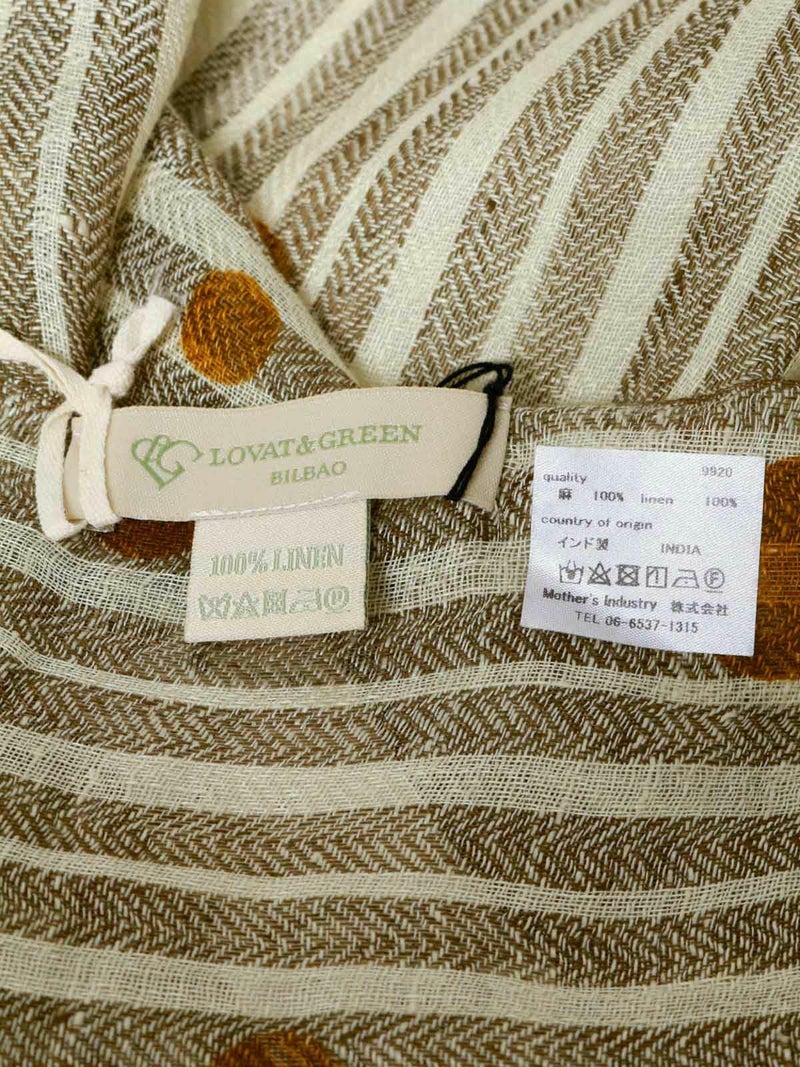 LOVAT&GREEN
BILBAO
100% LINEN
quality 9920
麻 100% linen 100%
country of origin
インド製 INDIA
Mother's Industry 株式会社
TEL 06-6537-1315